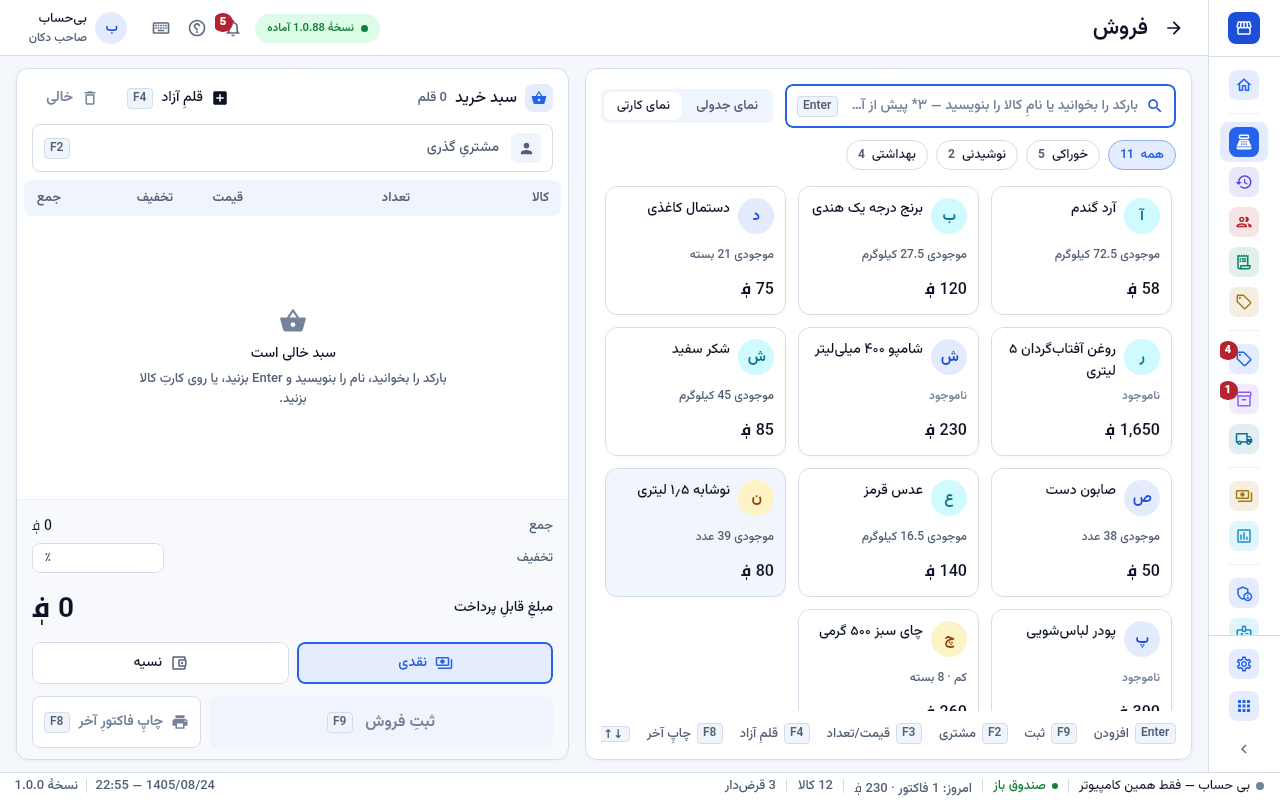 فروش
نسخهٔ 1.0.88 آماده
5
بی‌حساب
صاحب دکان
ب
بارکد را بخوانید یا نامِ کالا را بنویسید — ۳* پیش از آ...
Enter
نمای جدولی
نمای کارتی
همه 11
خوراکی 5
نوشیدنی 2
بهداشتی 4
آ
آرد گندم
موجودی 72.5 کیلوگرم
58 ؋
ب
برنج درجه یک هندی
موجودی 27.5 کیلوگرم
120 ؋
د
دستمال کاغذی
موجودی 21 بسته
75 ؋
ر
روغن آفتاب‌گردان ۵
لیتری
ناموجود
1,650 ؋
ش
شامپو ۴۰۰ میلی‌لیتر
ناموجود
230 ؋
ش
شکر سفید
موجودی 45 کیلوگرم
85 ؋
ص
صابون دست
موجودی 38 عدد
50 ؋
ع
عدس قرمز
موجودی 16.5 کیلوگرم
140 ؋
ن
نوشابه ۱٫۵ لیتری
موجودی 39 عدد
80 ؋
پ
پودر لباس‌شویی
ناموجود
چ
چای سبز ۵۰۰ گرمی
کم · 8 بسته
Enter افزودن
F9 ثبت
F2 مشتری
F3 قیمت/تعداد
F4 قلمِ آزاد
F8 چاپِ آخر
↑↓
سبد خرید 0 قلم
قلمِ آزاد F4
خالی
مشتریِ گذری
F2
کالا
تعداد
قیمت
تخفیف
جمع
سبد خالی است
بارکد را بخوانید، نام را بنویسید و Enter بزنید، یا روی کارتِ کالا
بزنید.
جمع
0 ؋
تخفیف
٪
مبلغِ قابلِ پرداخت
0 ؋
نقدی
نسیه
ثبتِ فروش F9
چاپِ فاکتورِ آخر F8
4
1
بی حساب — فقط همین کامپیوتر
صندوق باز
امروز: 1 فاکتور · 230 ؋
12 کالا
3 قرض‌دار
1405/08/24 — 22:55
نسخهٔ 1.0.0